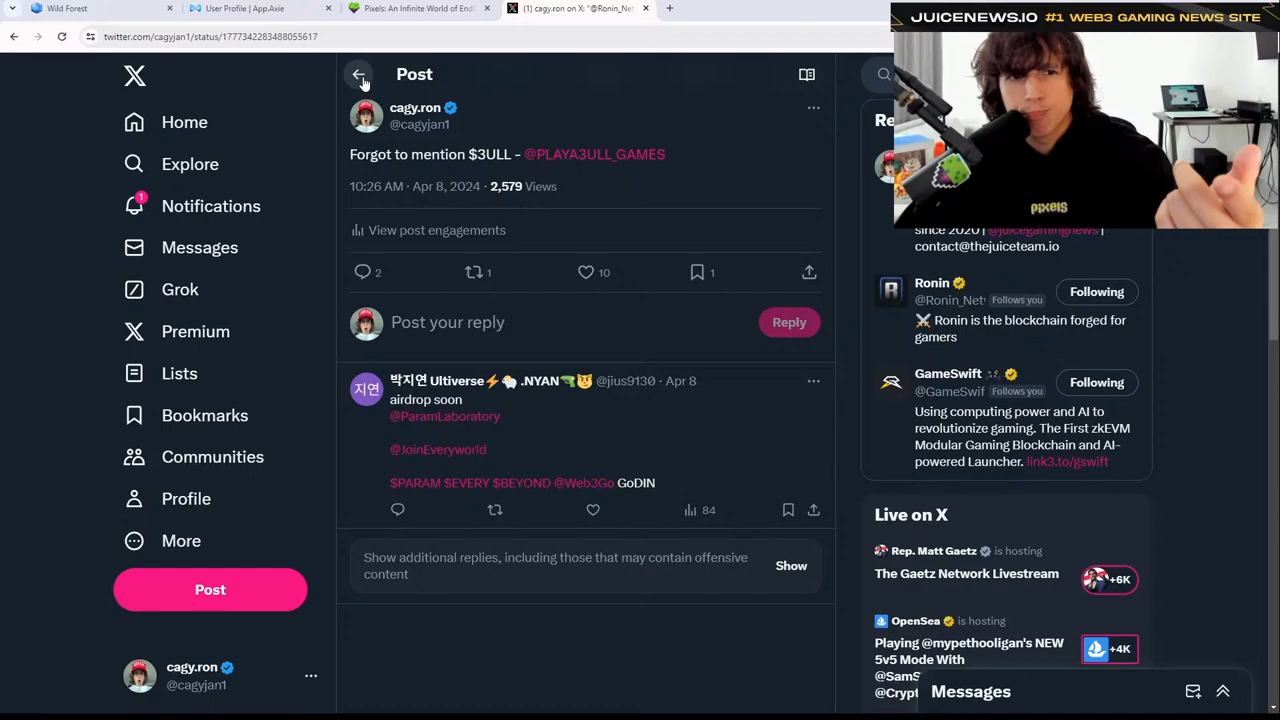 Wild Forest
User Profile | App.Axie
Pixels: An Infinite World of Endl
(1) cagy.ron on X: "@Ronin_Net
JUICENEWS.IO #1 WEB3 GAMING NEWS SITE
twitter.com/cagyjan1/status/1777342283488055617
Home
Explore
1
Notifications
Messages
Grok
Premium
Lists
Bookmarks
Communities
Profile
More
Post
cagy.ron
@cagyjan1
Post
cagy.ron
@cagyjan1
Forgot to mention $3ULL - @PLAYA3ULL_GAMES
10:26 AM · Apr 8, 2024 · 2,579 Views
View post engagements
2
1
10
1
Post your reply
Reply
지연
박지연 Ultiverse⚡🐑 .NYAN🔫😼 @jius9130 · Apr 8
airdrop soon
@ParamLaboratory
@JoinEveryworld
$PARAM $EVERY $BEYOND @Web3Go GoDIN
84
Show additional replies, including those that may contain offensive
content
Show
Re
pixels
since 2020 | @juicegamingnews |
contact@thejuiceteam.io
Ronin
@Ronin_Net Follows you
Following
⚔️ Ronin is the blockchain forged for
gamers
GameSwift
@GameSwif Follows you
Following
Using computing power and AI to
revolutionize gaming. The First zkEVM
Modular Gaming Blockchain and AI-
powered Launcher. link3.to/gswift
Live on X
Rep. Matt Gaetz is hosting
The Gaetz Network Livestream
+6K
OpenSea is hosting
Playing @mypethooligan's NEW
5v5 Mode With
@SamS
@Crypt
+4K
Messages